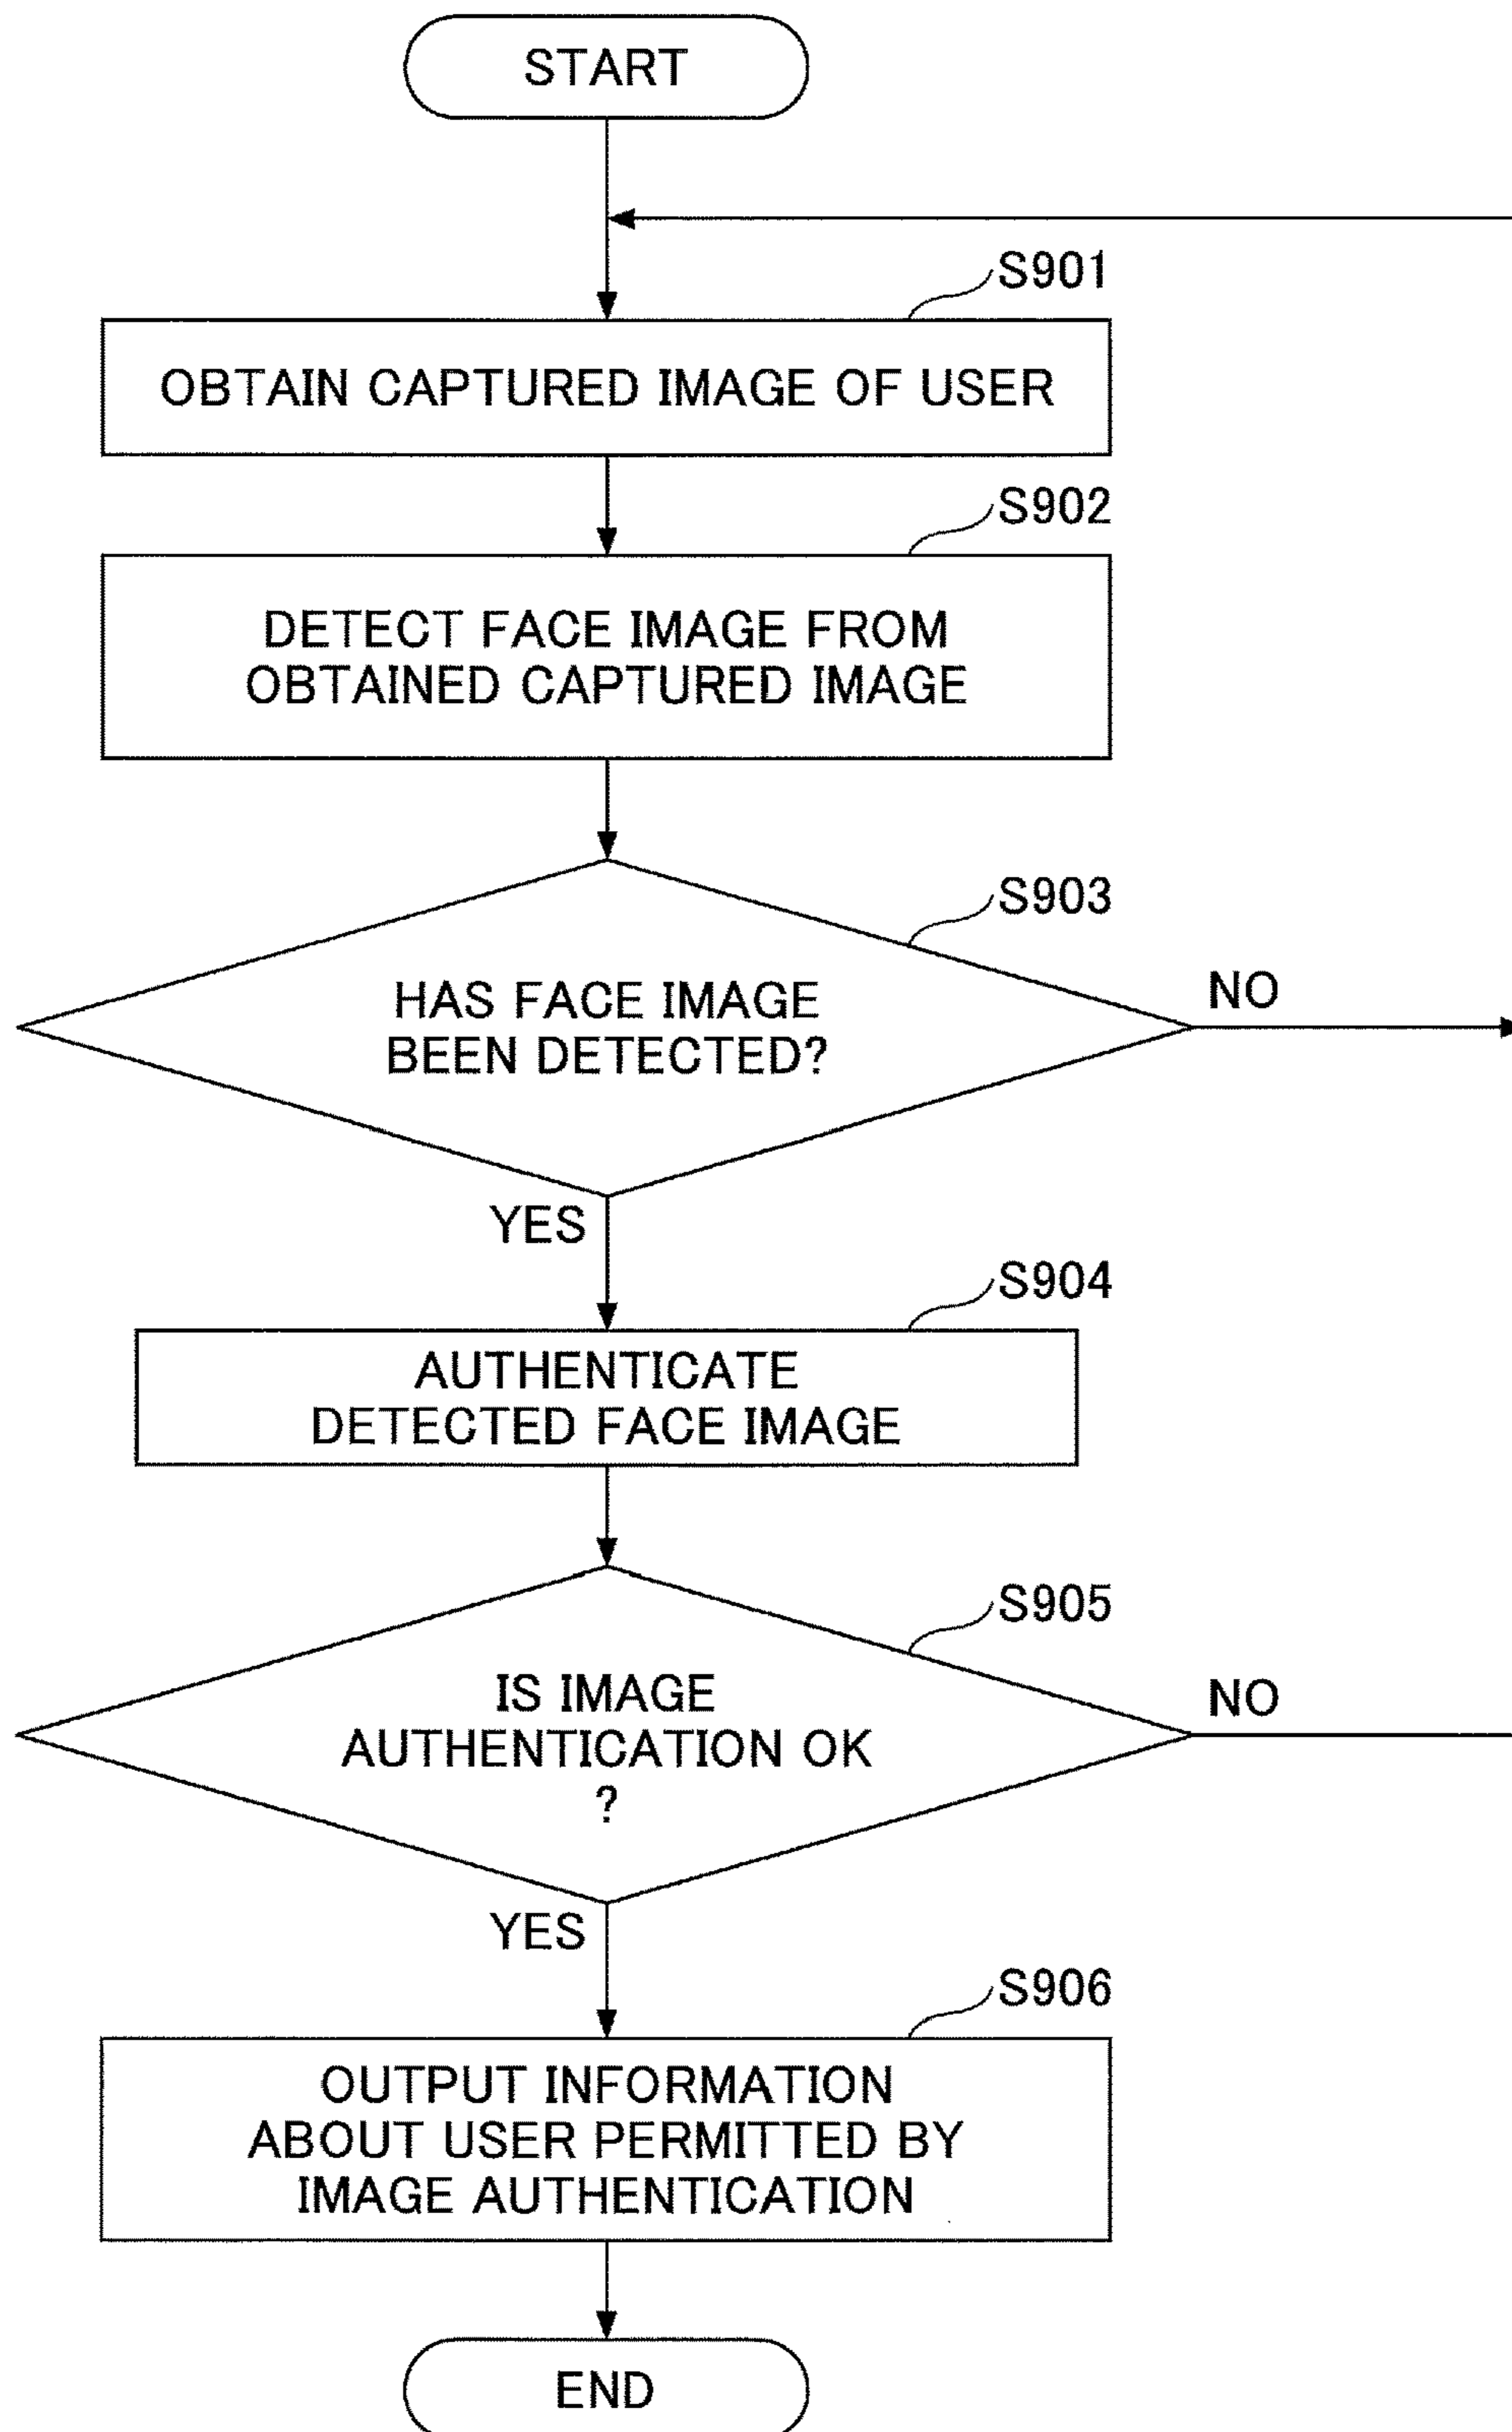 START
S901
OBTAIN CAPTURED IMAGE OF USER
S902
DETECT FACE IMAGE FROM
OBTAINED CAPTURED IMAGE
S903
HAS FACE IMAGE
BEEN DETECTED?
NO
YES
S904
AUTHENTICATE
DETECTED FACE IMAGE
S905
IS IMAGE
AUTHENTICATION OK
?
NO
YES
S906
OUTPUT INFORMATION
ABOUT USER PERMITTED BY
IMAGE AUTHENTICATION
END